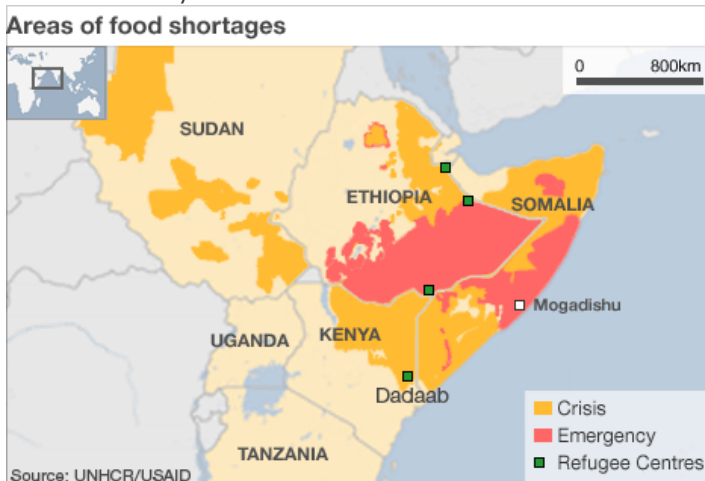 Areas of food shortages
0 800km
SUDAN
ETHIOPIA
SOMALIA
Mogadishu
UGANDA
KENYA
Dadaab
TANZANIA
Crisis
Emergency
Refugee Centres
Source: UNHCR/USAID